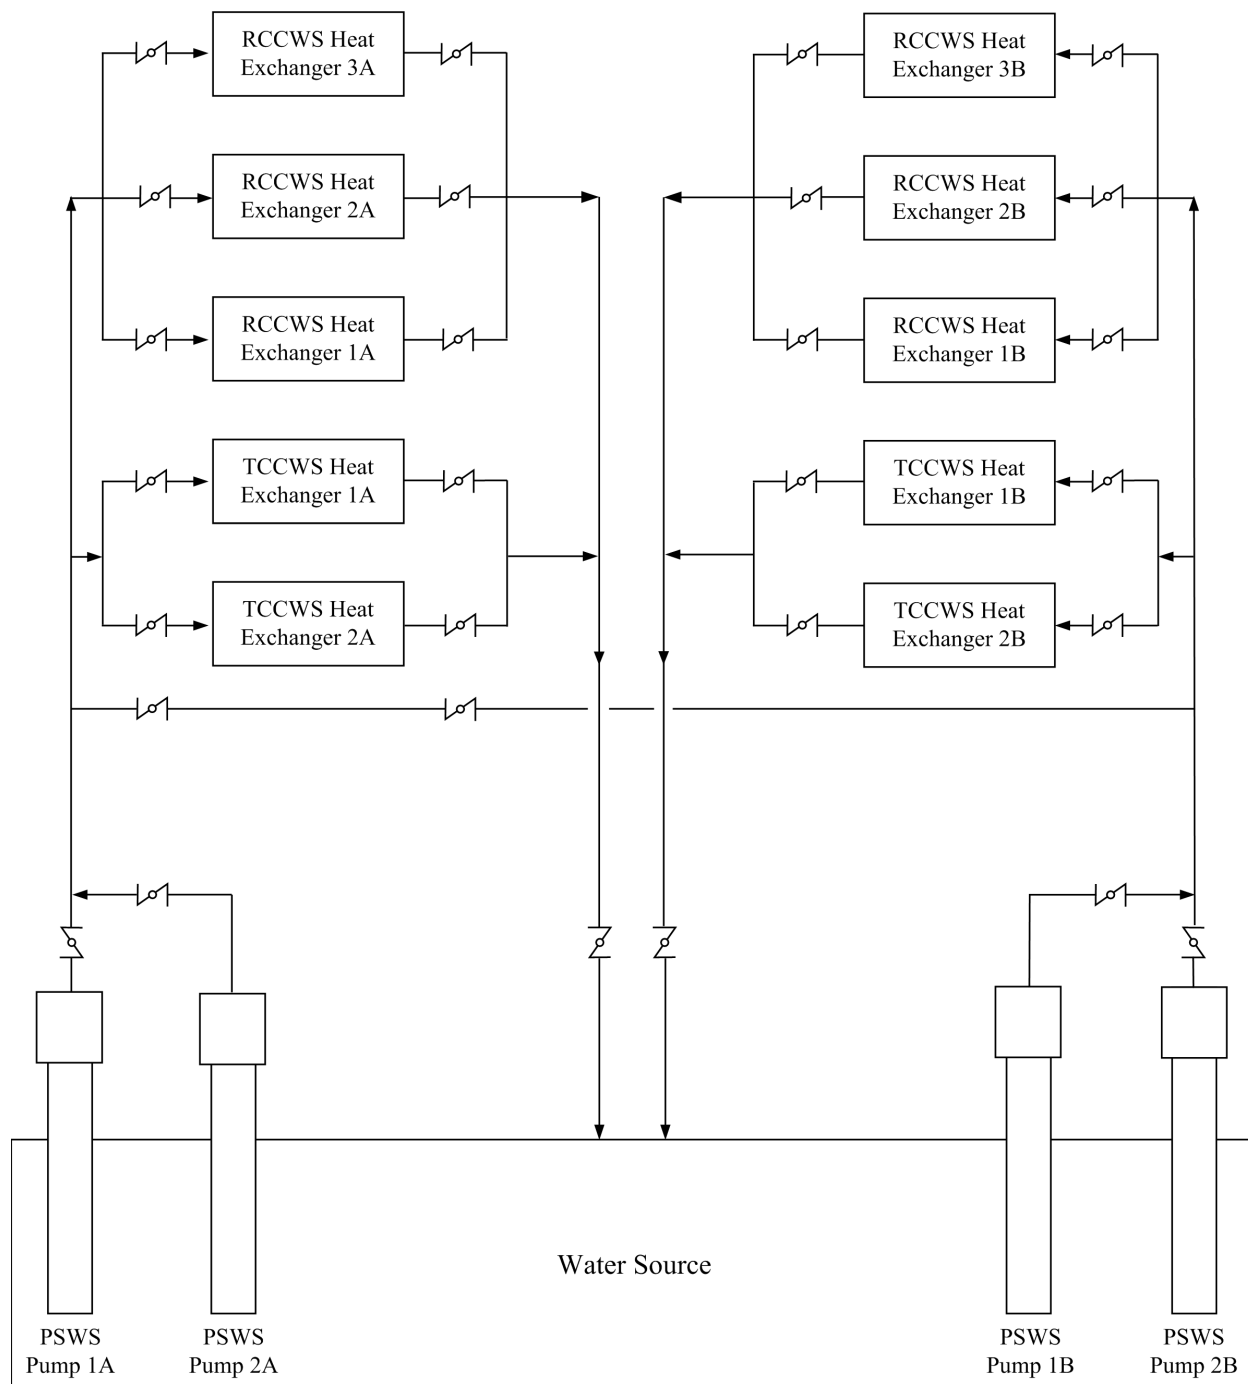 RCCWS Heat
Exchanger 3A
RCCWS Heat
Exchanger 3B
RCCWS Heat
Exchanger 2A
RCCWS Heat
Exchanger 2B
RCCWS Heat
Exchanger 1A
RCCWS Heat
Exchanger 1B
TCCWS Heat
Exchanger 1A
TCCWS Heat
Exchanger 1B
TCCWS Heat
Exchanger 2A
TCCWS Heat
Exchanger 2B
Water Source
PSWS
Pump 1A
PSWS
Pump 2A
PSWS
Pump 1B
PSWS
Pump 2B